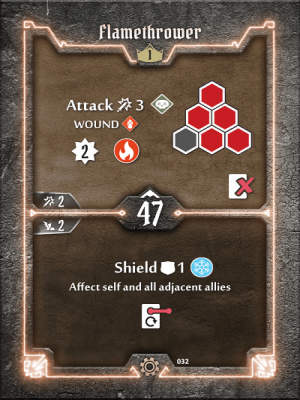 Flamethrower
1
Attack 3
WOUND
2
2
47
2
Shield 1
Affect self and all adjacent allies
032